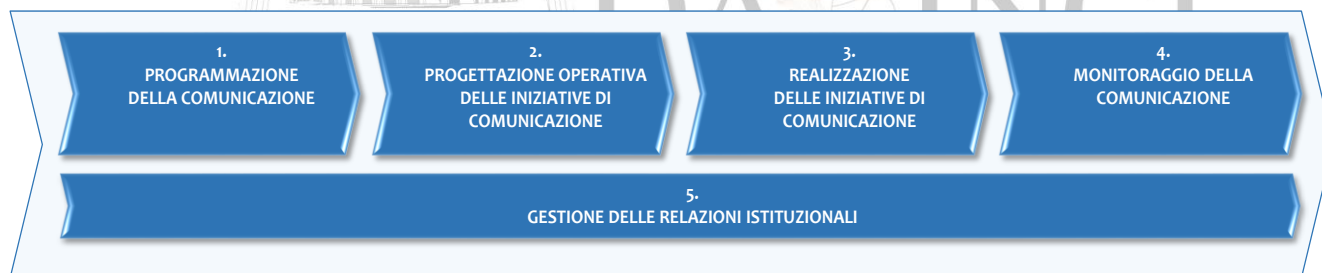 1.
PROGRAMMAZIONE
DELLA COMUNICAZIONE
2.
PROGETTAZIONE OPERATIVA
DELLE INIZIATIVE DI
COMUNICAZIONE
3.
REALIZZAZIONE
DELLE INIZIATIVE DI
COMUNICAZIONE
4.
MONITORAGGIO DELLA
COMUNICAZIONE
5.
GESTIONE DELLE RELAZIONI ISTITUZIONALI